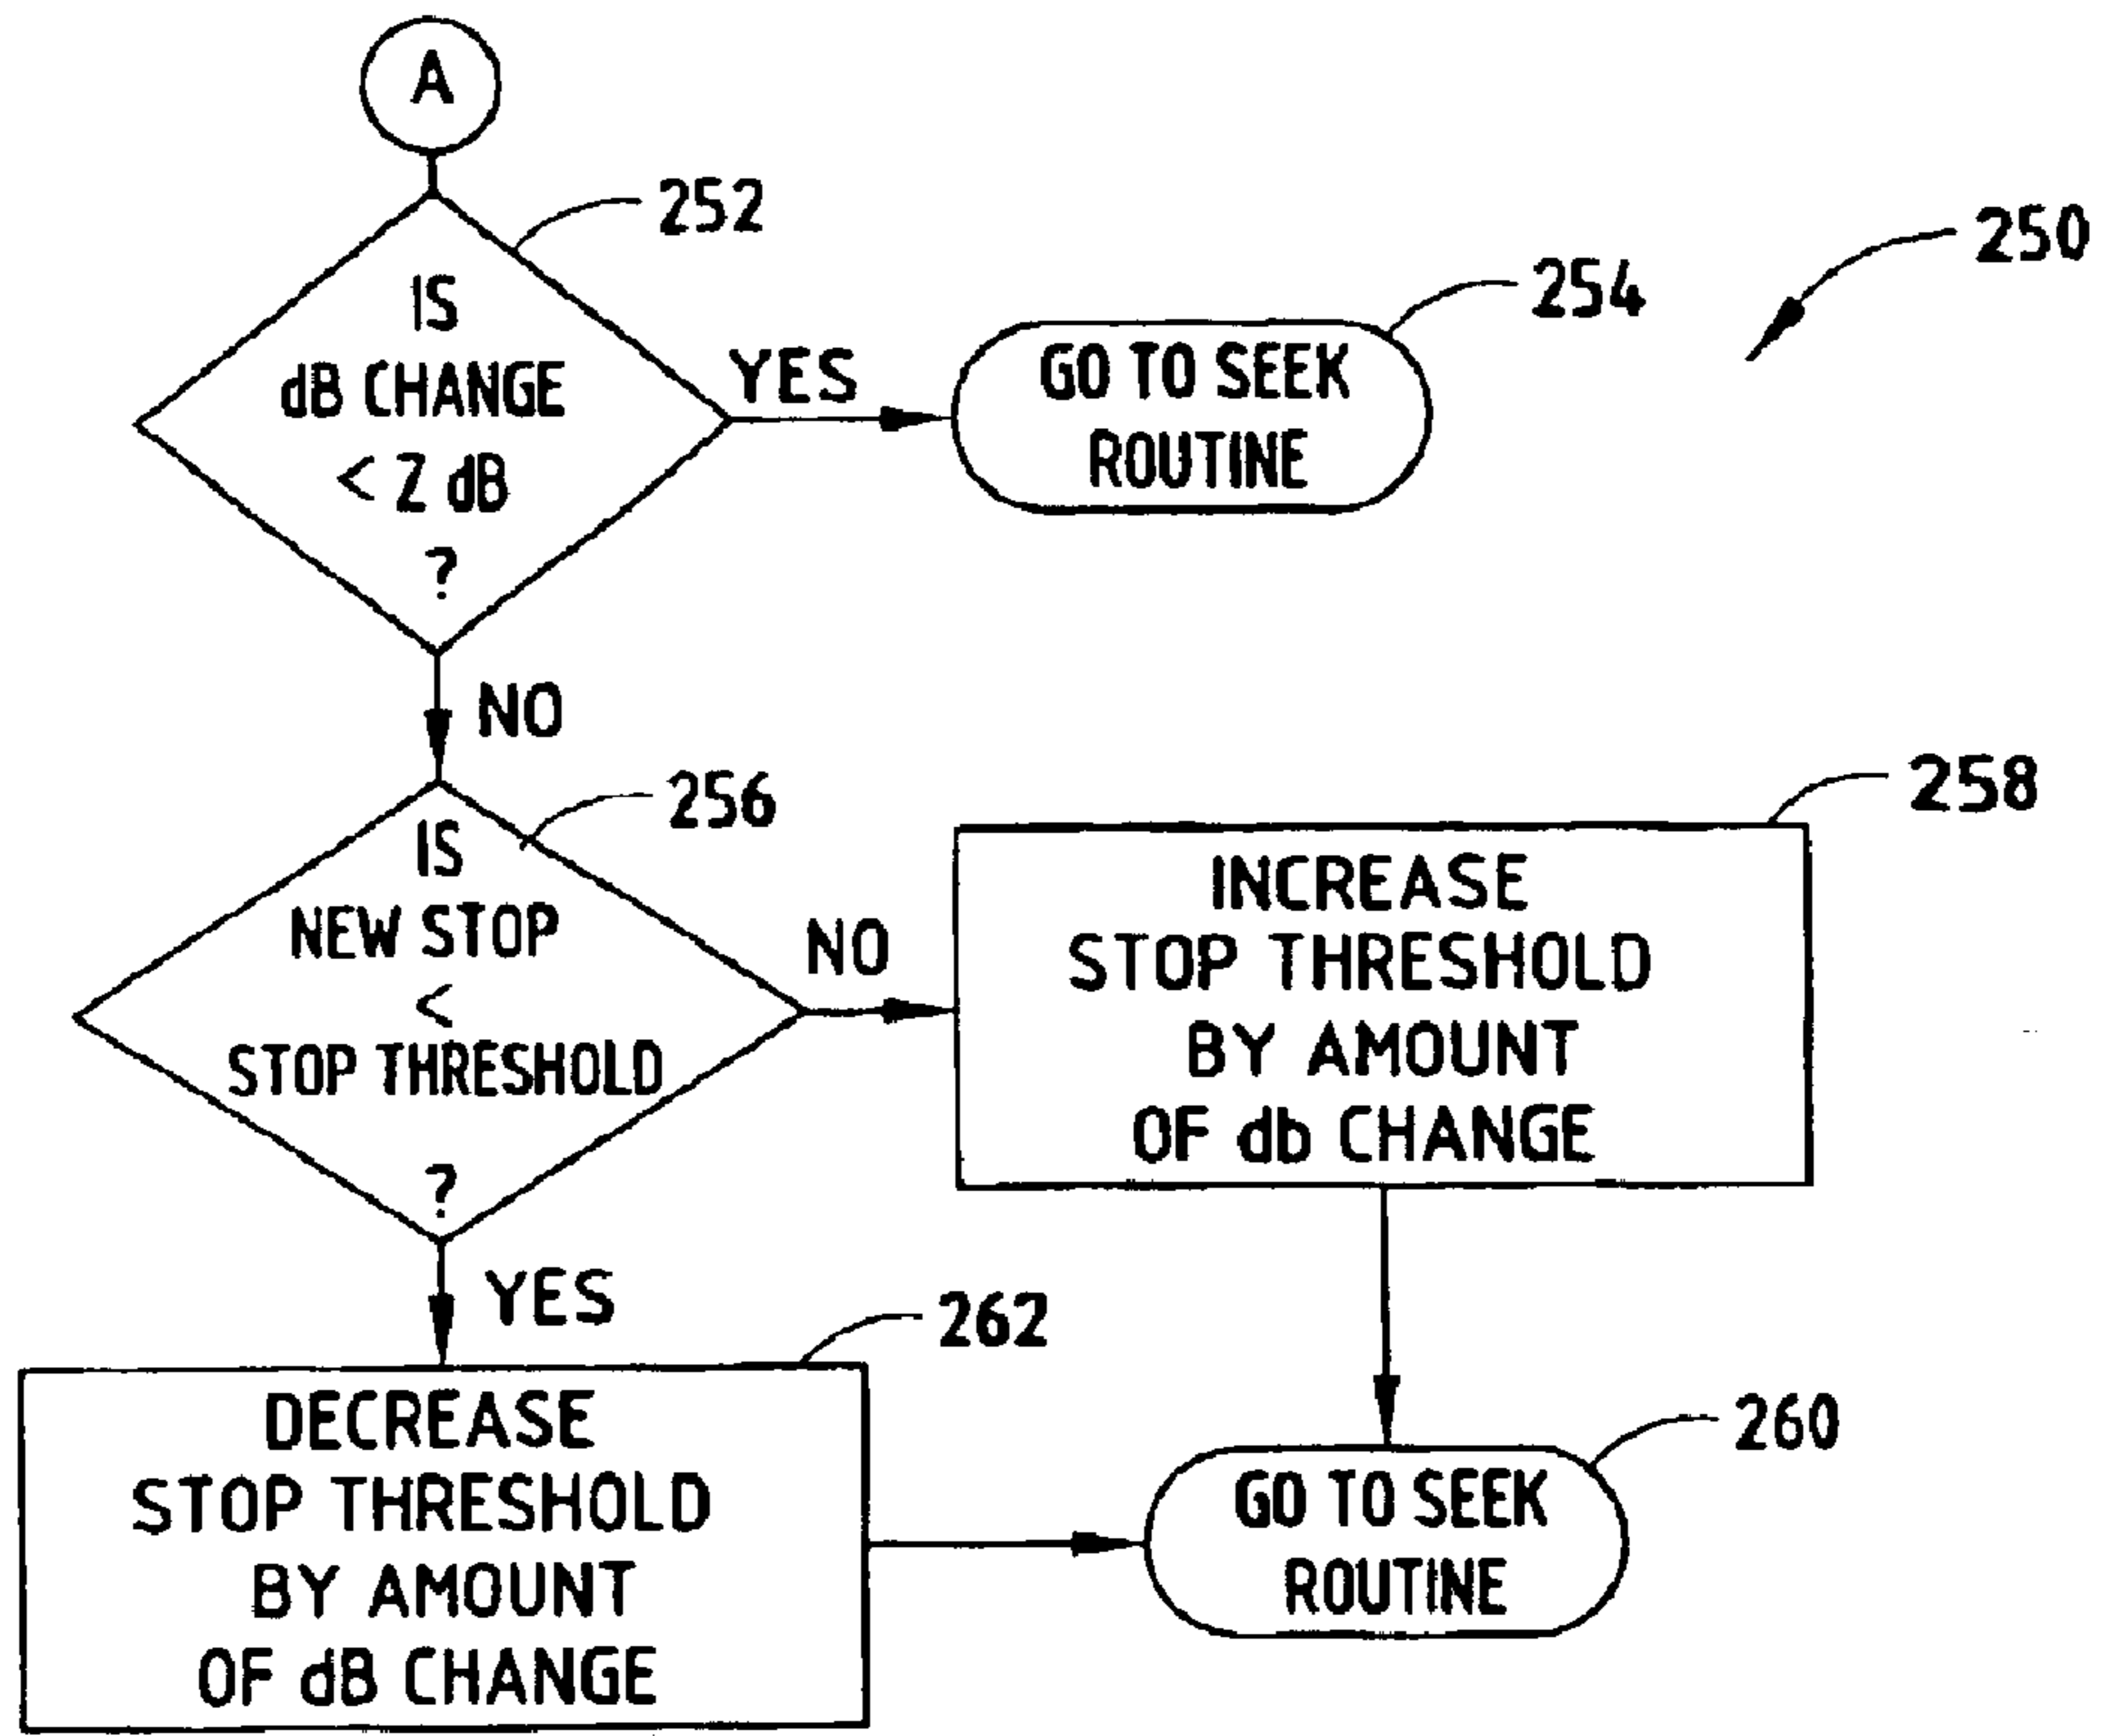 A
252
250
IS
dB CHANGE
< Z dB
?
YES
254
GO TO SEEK
ROUTINE
NO
256
IS
NEW STOP
<
STOP THRESHOLD
?
NO
258
INCREASE
STOP THRESHOLD
BY AMOUNT
OF db CHANGE
YES
262
DECREASE
STOP THRESHOLD
BY AMOUNT
OF dB CHANGE
260
GO TO SEEK
ROUTINE